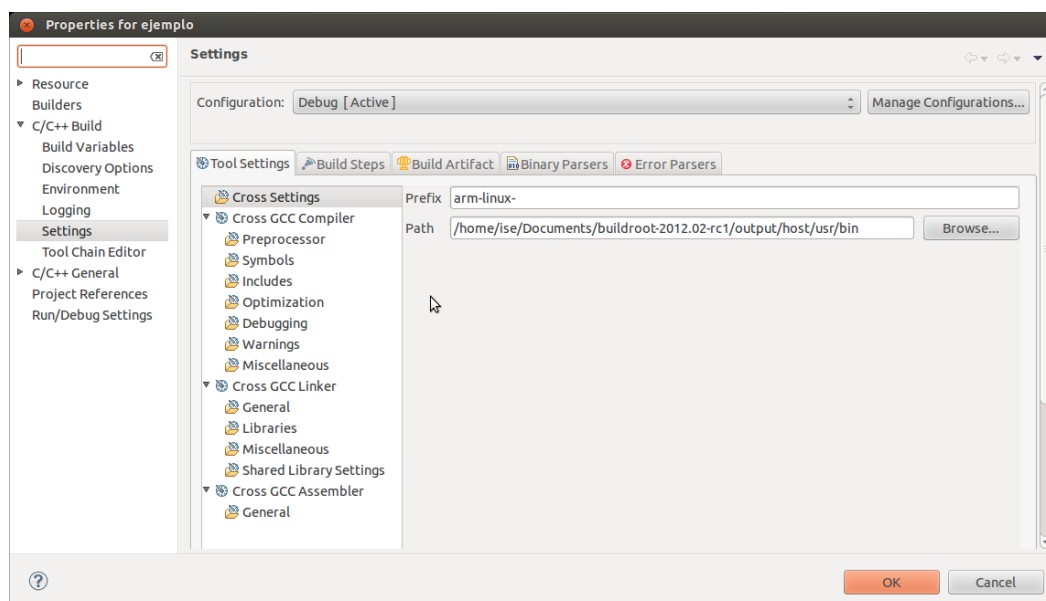 Properties for ejemplo
Settings
Resource
Builders
C/C++ Build
Build Variables
Discovery Options
Environment
Logging
Settings
Tool Chain Editor
C/C++ General
Project References
Run/Debug Settings
Configuration: Debug [ Active ] Manage Configurations...
Tool Settings Build Steps Build Artifact Binary Parsers Error Parsers
Cross Settings
Cross GCC Compiler
Preprocessor
Symbols
Includes
Optimization
Debugging
Warnings
Miscellaneous
Cross GCC Linker
General
Libraries
Miscellaneous
Shared Library Settings
Cross GCC Assembler
General
Prefix arm-linux-
Path /home/ise/Documents/buildroot-2012.02-rc1/output/host/usr/bin Browse...
OK Cancel